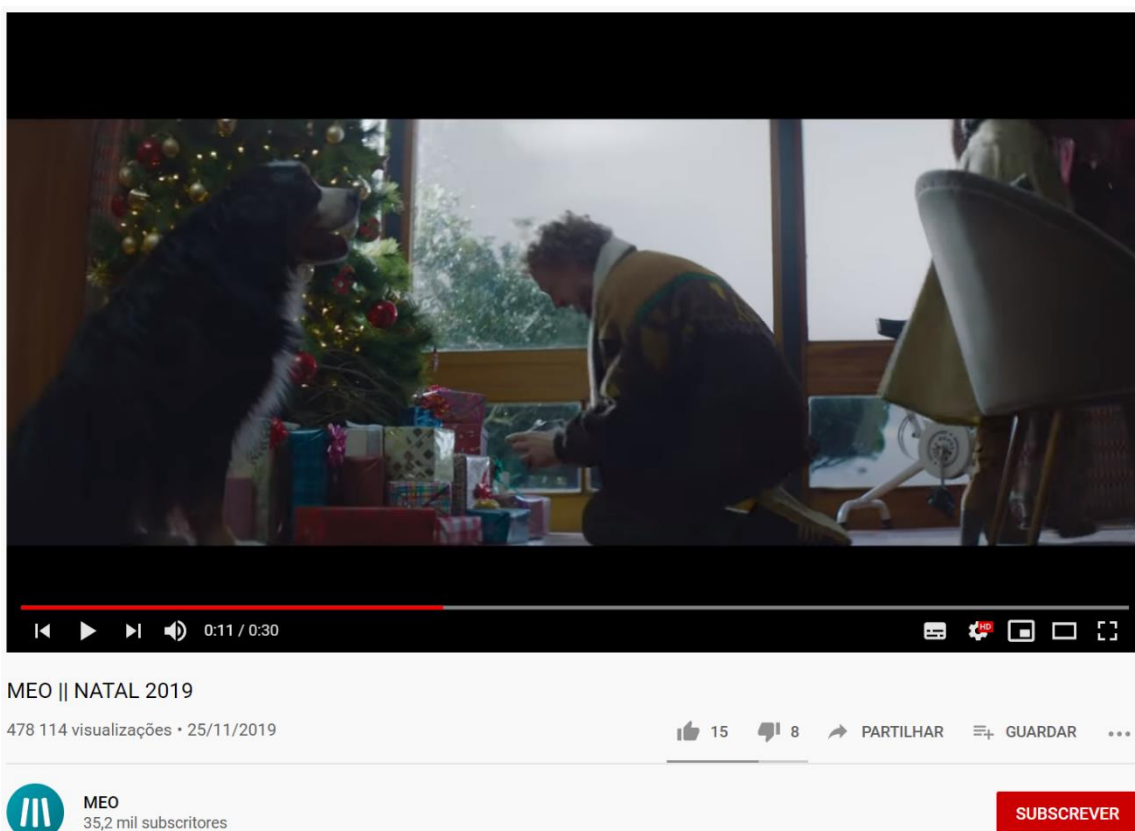 0:11 / 0:30
HD
MEO || NATAL 2019
478 114 visualizações • 25/11/2019
15
8
PARTILHAR
GUARDAR
MEO
35,2 mil subscritores
SUBSCREVER